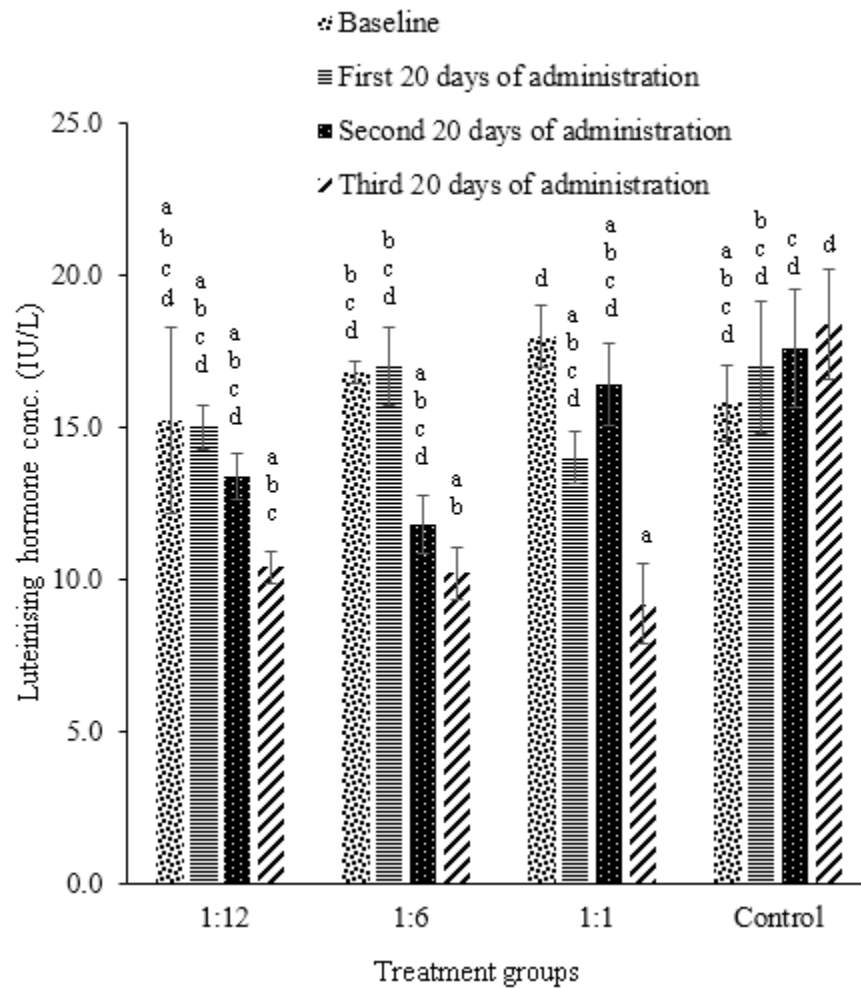 Baseline
First 20 days of administration
Second 20 days of administration
Third 20 days of administration
Luteinising hormone conc. (IU/L)
25.0
20.0
15.0
10.0
5.0
0.0
a
b
c
d
a
b
c
d
a
b
c
d
a
b
c
b
c
d
b
c
d
a
b
c
d
a
b
d
a
b
c
d
a
b
c
d
a
a
b
c
d
b
c
d
c
d
d
1:12
1:6
1:1
Control
Treatment groups